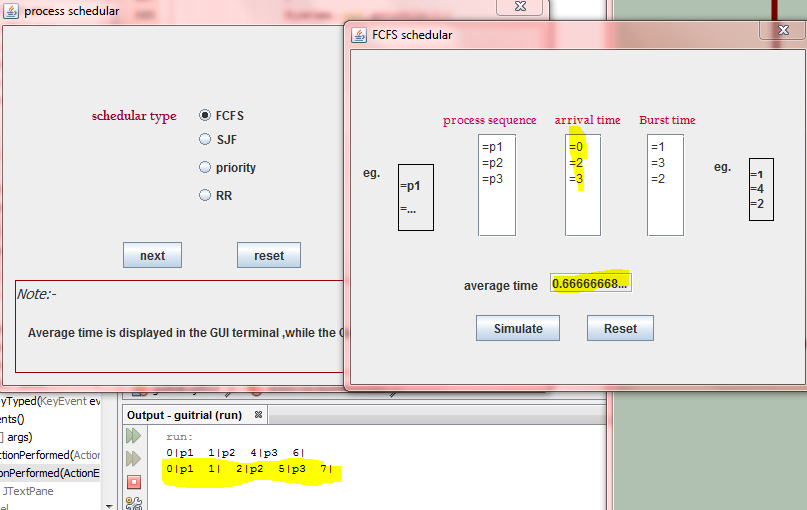 process schedular
schedular type
FCFS
SJF
priority
RR
next
reset
Note:-
Average time is displayed in the GUI terminal ,while the
FCFS schedular
process sequence arrival time Burst time
eg.
=p1
=...
=p1
=p2
=p3
=0
=2
=3
=1
=3
=2
eg.
=1
=4
=2
average time 0.66666668...
Simulate Reset
yTyped(KeyEvent ev
ents()
] args)
ctionPerformed(Action
onPerformed(ActionE
JTextPane
el
Output - guitrial (run)
run:
0|p1 1|p2 4|p3 6|
0|p1 1| 2|p2 5|p3 7|